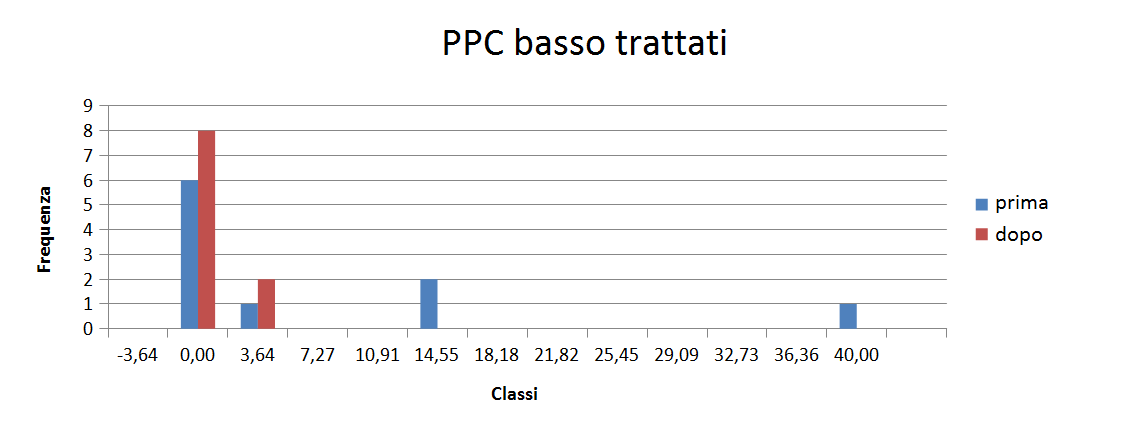 PPC basso trattati
9
8
7
6
5
4
3
2
1
0
Frequenza
-3,64 0,00 3,64 7,27 10,91 14,55 18,18 21,82 25,45 29,09 32,73 36,36 40,00
Classi
prima
dopo